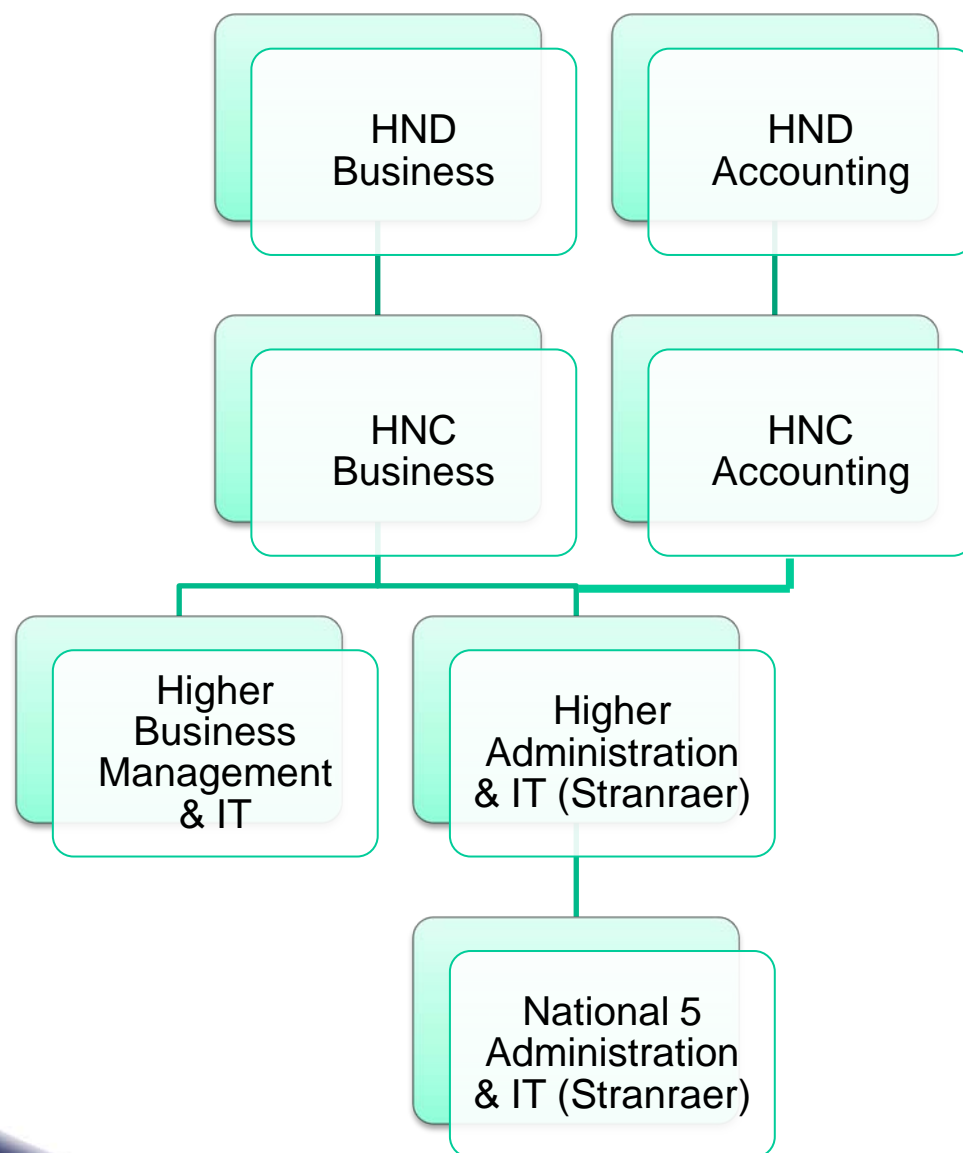 HND
Business
HND
Accounting
HNC
Business
HNC
Accounting
Higher
Business
Management
& IT
Higher
Administration
& IT (Stranraer)
National 5
Administration
& IT (Stranraer)